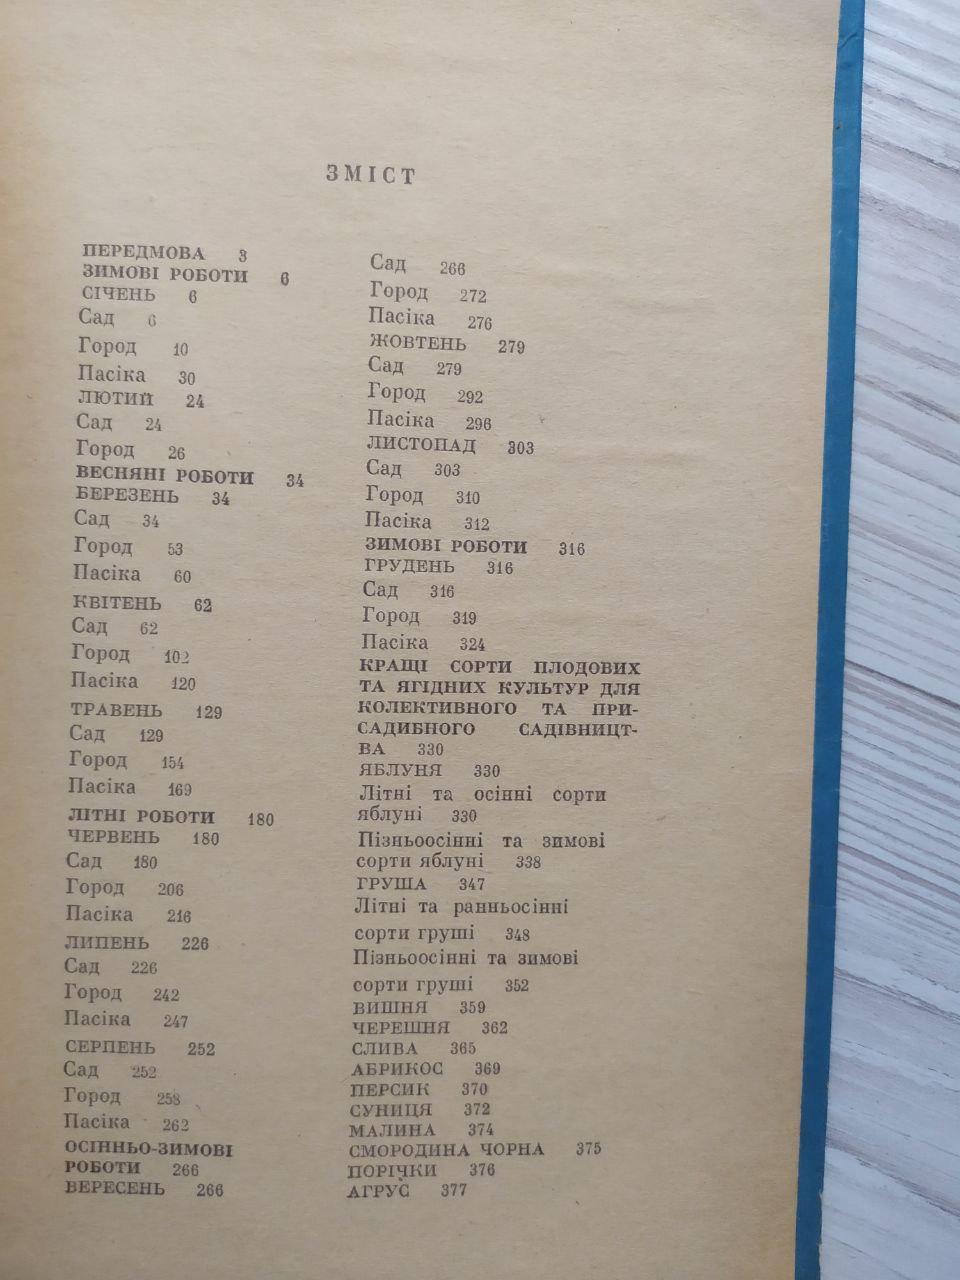 ЗМІСТ
ПЕРЕДМОВА 3
ЗИМОВІ РОБОТИ 6
СІЧЕНЬ 6
Сад 6
Город 10
Пасіка 30
ЛЮТИЙ 24
Сад 24
Город 26
ВЕСНЯНІ РОБОТИ 34
БЕРЕЗЕНЬ 34
Сад 34
Город 53
Пасіка 60
КВІТЕНЬ 62
Сад 62
Город 102
Пасіка 120
ТРАВЕНЬ 129
Сад 129
Город 154
Пасіка 169
ЛІТНІ РОБОТИ 180
ЧЕРВЕНЬ 180
Сад 180
Город 206
Пасіка 216
ЛИПЕНЬ 226
Сад 226
Город 242
Пасіка 247
СЕРПЕНЬ 252
Сад 252
Город 258
Пасіка 262
ОСІННЬО-ЗИМОВІ
РОБОТИ 266
ВЕРЕСЕНЬ 266
Сад 266
Город 272
Пасіка 276
ЖОВТЕНЬ 279
Сад 279
Город 292
Пасіка 296
ЛИСТОПАД 303
Сад 303
Город 310
Пасіка 312
ЗИМОВІ РОБОТИ 316
ГРУДЕНЬ 316
Сад 316
Город 319
Пасіка 324
КРАЩІ СОРТИ ПЛОДОВИХ
ТА ЯГІДНИХ КУЛЬТУР ДЛЯ
КОЛЕКТИВНОГО ТА ПРИ-
САДИБНОГО САДІВНИЦТ-
ВА 330
ЯБЛУНЯ 330
Літні та осінні сорти
яблуні 330
Пізньоосінні та зимові
сорти яблуні 338
ГРУША 347
Літні та ранньосінні
сорти груші 348
Пізньоосінні та зимові
сорти груші 352
ВИШНЯ 359
ЧЕРЕШНЯ 362
СЛИВА 365
АБРИКОС 369
ПЕРСИК 370
СУНИЦЯ 372
МАЛИНА 374
СМОРОДИНА ЧОРНА 375
ПОРІЧКИ 376
АГРУС 377